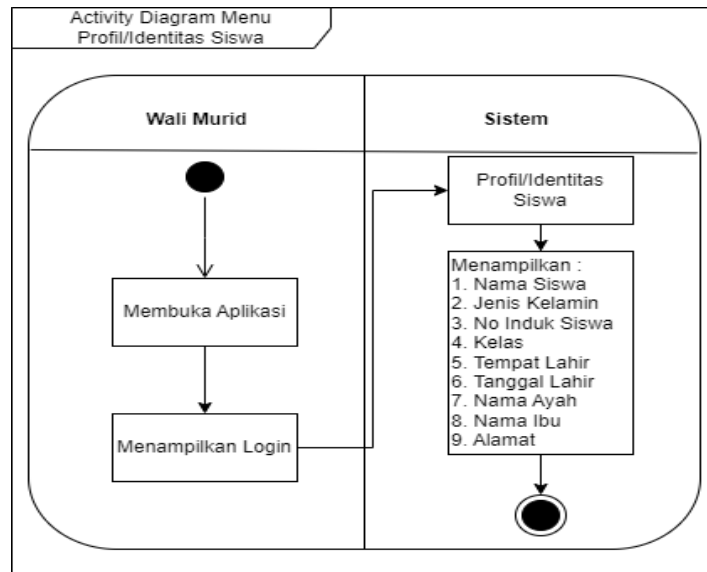 Activity Diagram Menu
Profil/Identitas Siswa
Wali Murid
Sistem
Membuka Aplikasi
Menampilkan Login
Profil/Identitas
Siswa
Menampilkan :
1. Nama Siswa
2. Jenis Kelamin
3. No Induk Siswa
4. Kelas
5. Tempat Lahir
6. Tanggal Lahir
7. Nama Ayah
8. Nama Ibu
9. Alamat